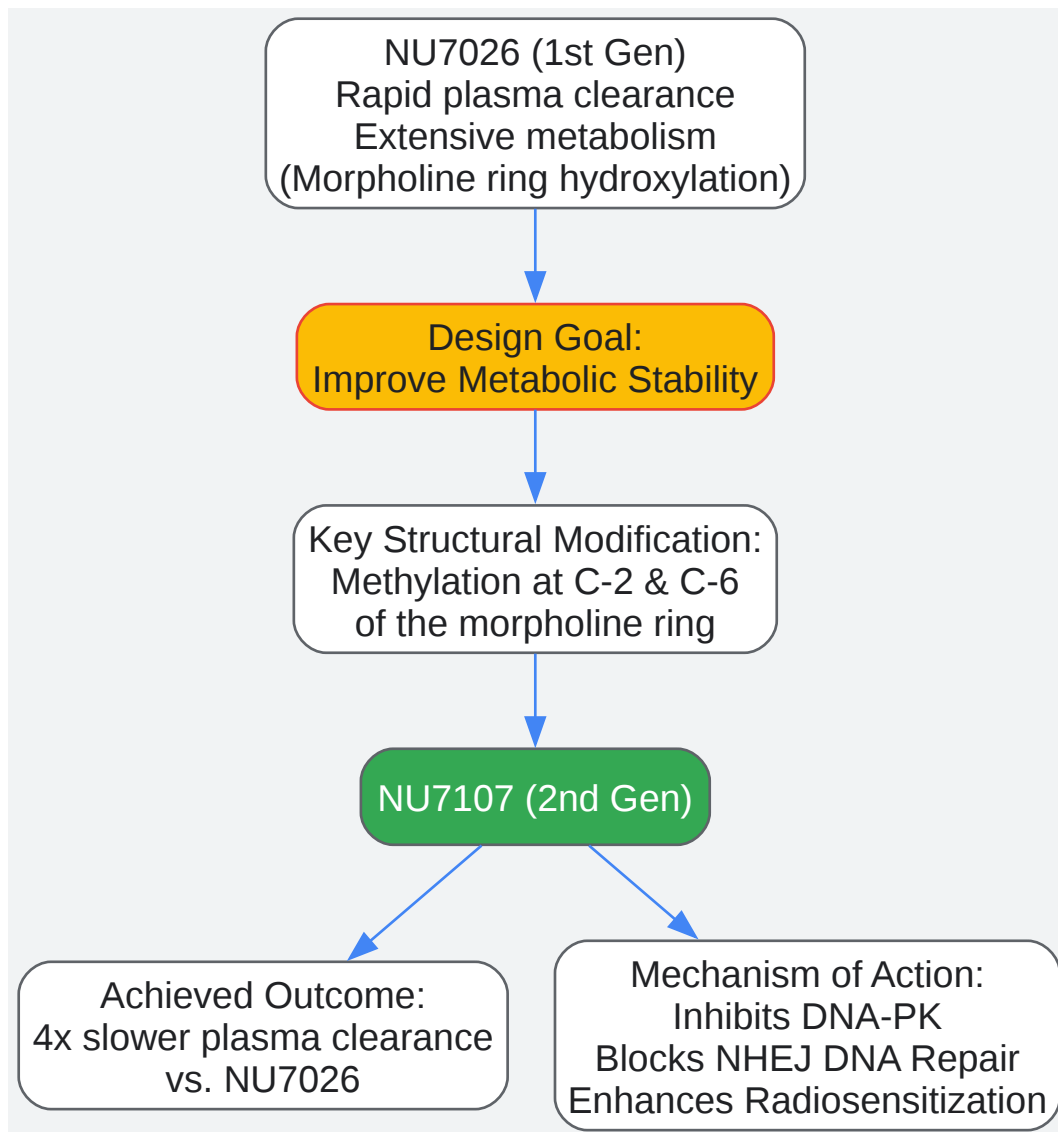 NU7026 (1st Gen)
Rapid plasma clearance
Extensive metabolism
(Morpholine ring hydroxylation)
Design Goal:
Improve Metabolic Stability
Key Structural Modification:
Methylation at C-2 & C-6
of the morpholine ring
NU7107 (2nd Gen)
Achieved Outcome:
4x slower plasma clearance
vs. NU7026
Mechanism of Action:
Inhibits DNA-PK
Blocks NHEJ DNA Repair
Enhances Radiosensitization